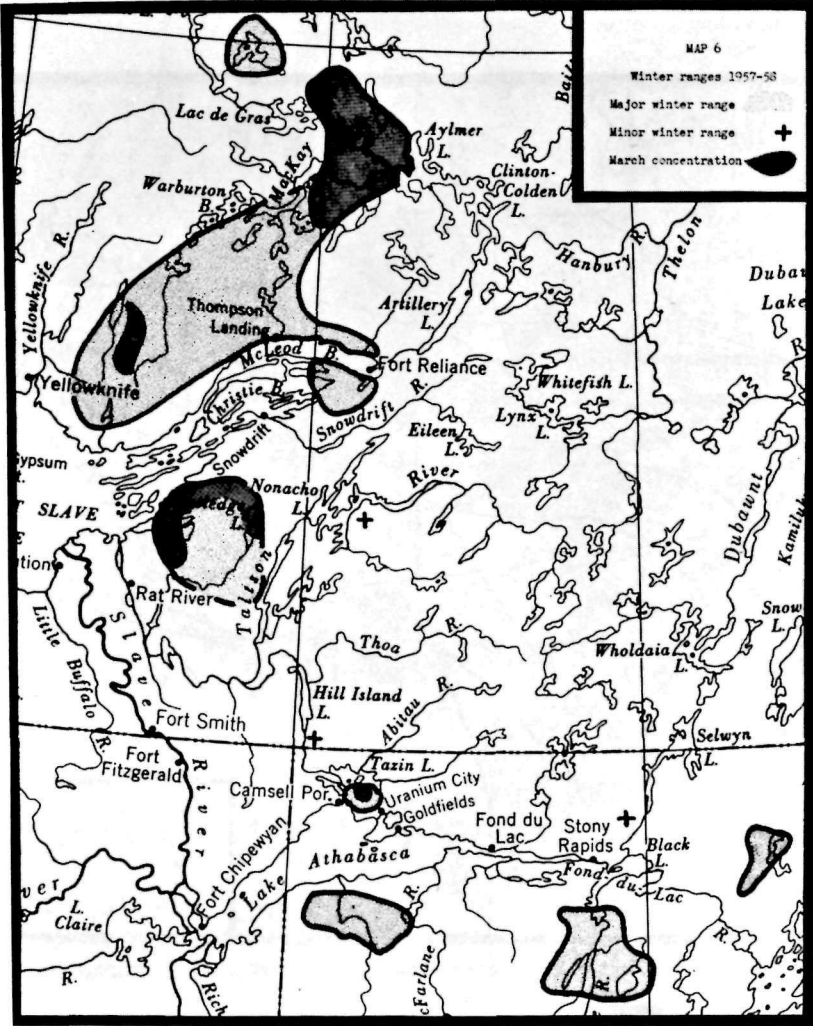 MAP 6
Winter ranges 1957-58
Major winter range
Minor winter range
March concentration
Lac de Gras
Aylmer
L.
MacKay
Clinton-
Colden
L.
Warburton
B.
Hanbury R.
Thelon
Yellowknife R.
Artillery
L.
Thompson
Landing
McLeod B.
Fort Reliance
Yellowknife
Christie B.
Whitefish L.
Snowdrift R.
Snowdrift
Lynx
L.
Eileen
L.
Nonacho
L.
River
SLAVE
L.
Dubawnt
Rat River
Taltson
Slave River
Little Buffalo R.
Thoa R.
Wholdaia
L.
Snow
L.
Hill Island
L.
Abitau R.
Fort Smith
Selwyn
L.
Fort
Fitzgerald
Tazin L.
Camsell Por.
Uranium City
Goldfields
Fond du
Lac
Stony
Rapids
Black
L.
Fort Chipewyan
Lake Athabasca
Fond du Lac
R.
L.
Claire
R.
R.
R.